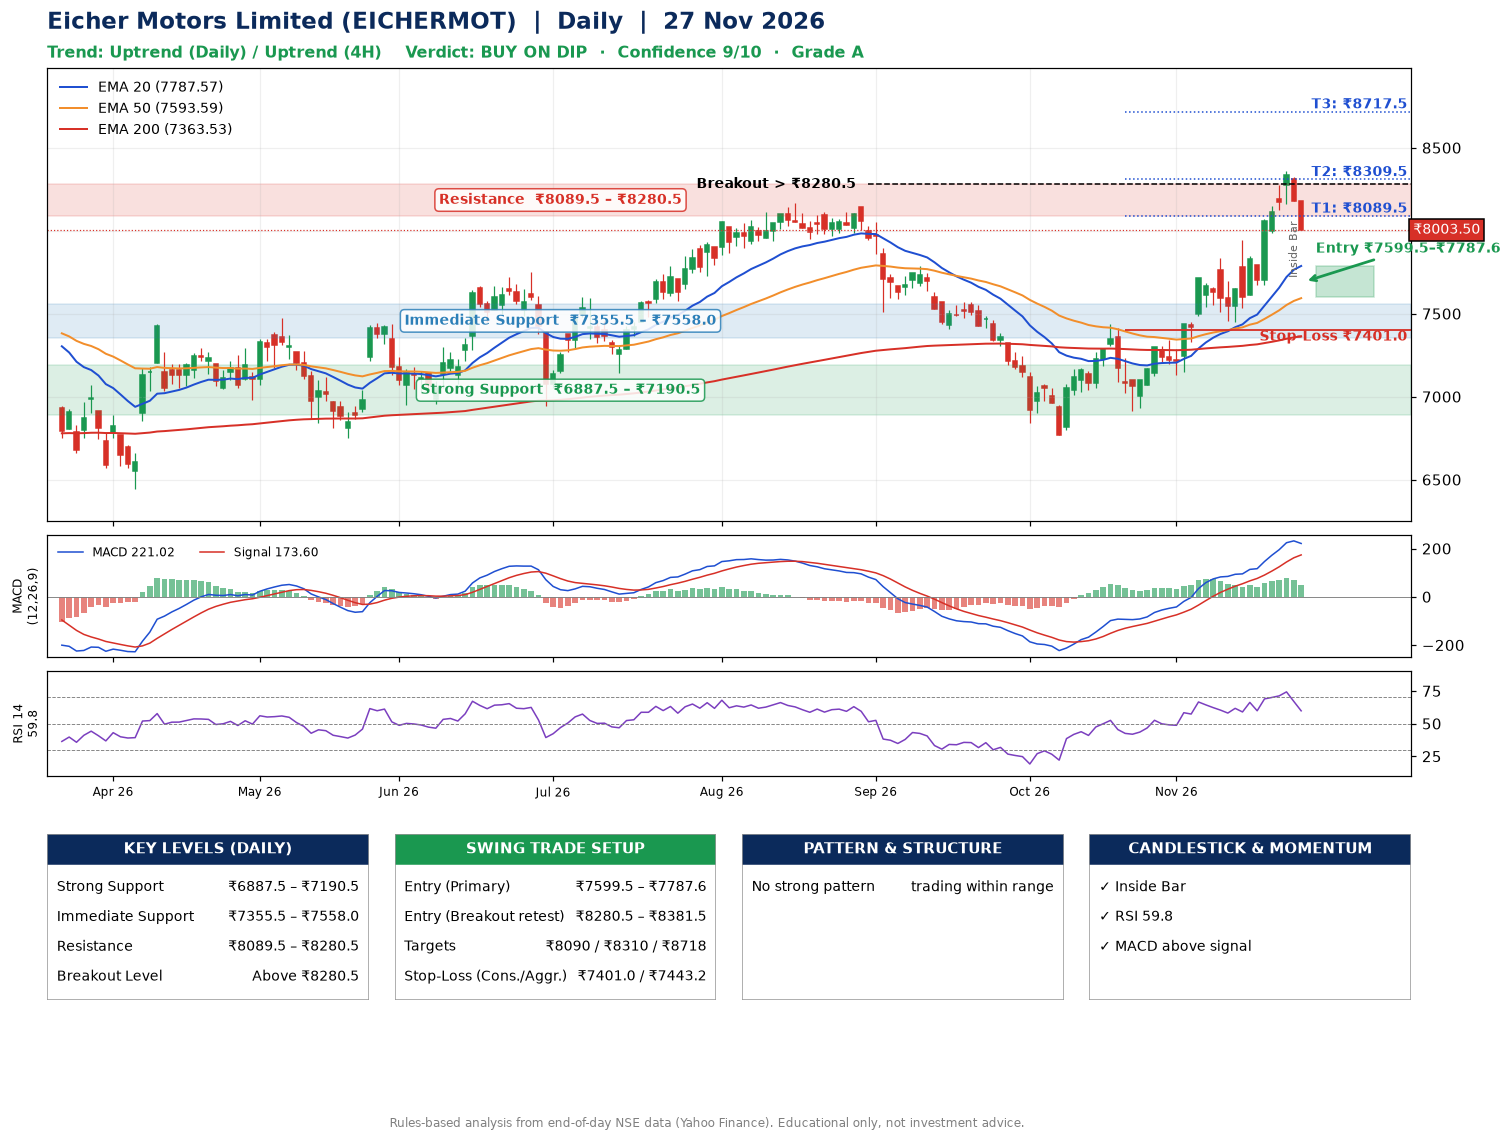 Eicher Motors Limited (EICHERMOT)  |  Daily  |  27 Nov 2026
Trend: Uptrend (Daily) / Uptrend (4H)    Verdict: BUY ON DIP  ·  Confidence 9/10  ·  Grade A
EMA 20 (7787.57)
EMA 50 (7593.59)
EMA 200 (7363.53)
T3: ₹8717.5
8500
T2: ₹8309.5
Breakout > ₹8280.5
Resistance  ₹8089.5 – ₹8280.5
T1: ₹8089.5
₹8003.50
Inside Bar
Entry ₹7599.5–₹7787.6
Immediate Support  ₹7355.5 – ₹7558.0
7500
Stop-Loss ₹7401.0
Strong Support  ₹6887.5 – ₹7190.5
7000
6500
MACD 221.02
Signal 173.60
MACD
(12,26,9)
200
0
−200
RSI 14
59.8
75
50
25
Apr 26
May 26
Jun 26
Jul 26
Aug 26
Sep 26
Oct 26
Nov 26
KEY LEVELS (DAILY)
Strong Support ₹6887.5 – ₹7190.5
Immediate Support ₹7355.5 – ₹7558.0
Resistance ₹8089.5 – ₹8280.5
Breakout Level Above ₹8280.5
SWING TRADE SETUP
Entry (Primary) ₹7599.5 – ₹7787.6
Entry (Breakout retest) ₹8280.5 – ₹8381.5
Targets ₹8090 / ₹8310 / ₹8718
Stop-Loss (Cons./Aggr.) ₹7401.0 / ₹7443.2
PATTERN & STRUCTURE
No strong pattern trading within range
CANDLESTICK & MOMENTUM
✓ Inside Bar
✓ RSI 59.8
✓ MACD above signal
Rules-based analysis from end-of-day NSE data (Yahoo Finance). Educational only, not investment advice.